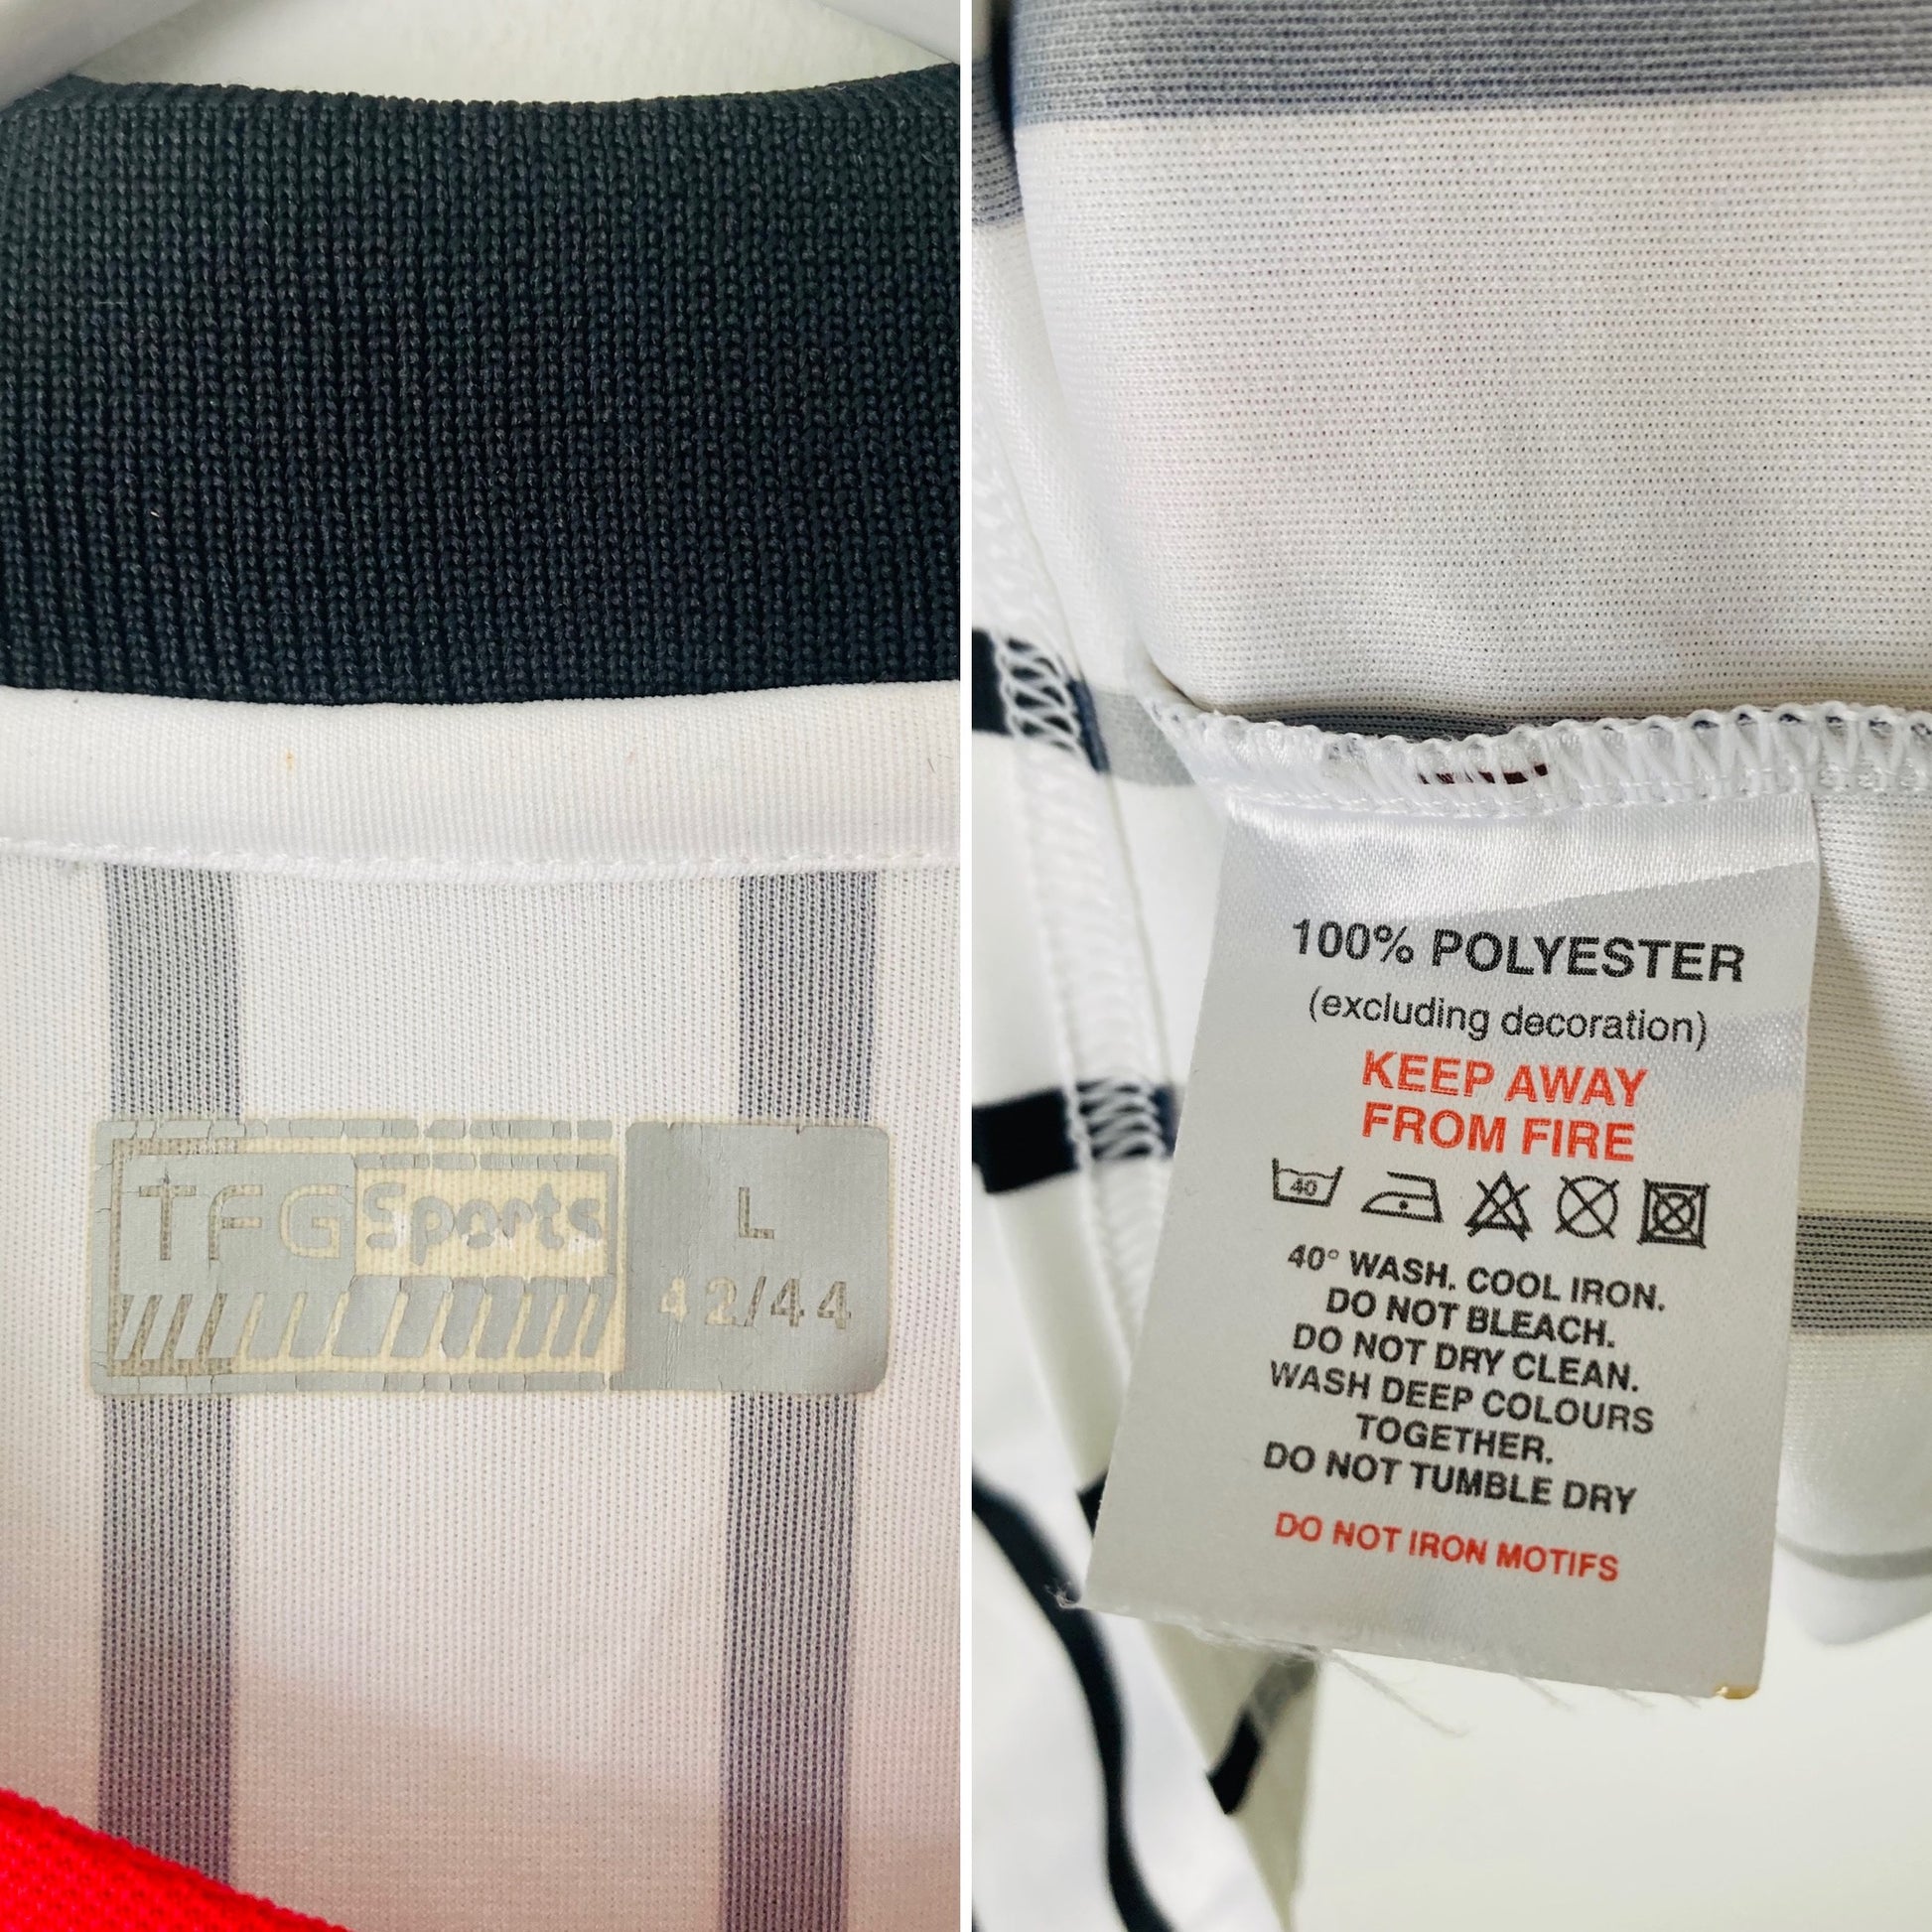 TFG Sports
L
42/44
100% POLYESTER
(excluding decoration)
KEEP AWAY
FROM FIRE
40
40° WASH. COOL IRON.
DO NOT BLEACH.
DO NOT DRY CLEAN.
WASH DEEP COLOURS
TOGETHER.
DO NOT TUMBLE DRY
DO NOT IRON MOTIFS